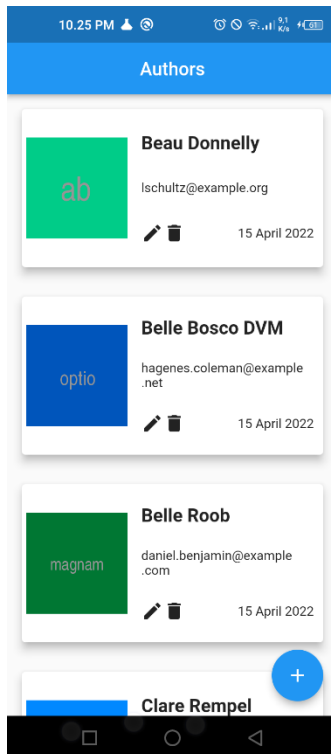 10.25 PM
9,1
K/s
61
Authors
ab
Beau Donnelly
lschultz@example.org
15 April 2022
optio
Belle Bosco DVM
hagenes.coleman@example
.net
15 April 2022
magnam
Belle Roob
daniel.benjamin@example
.com
15 April 2022
+
Clare Rempel